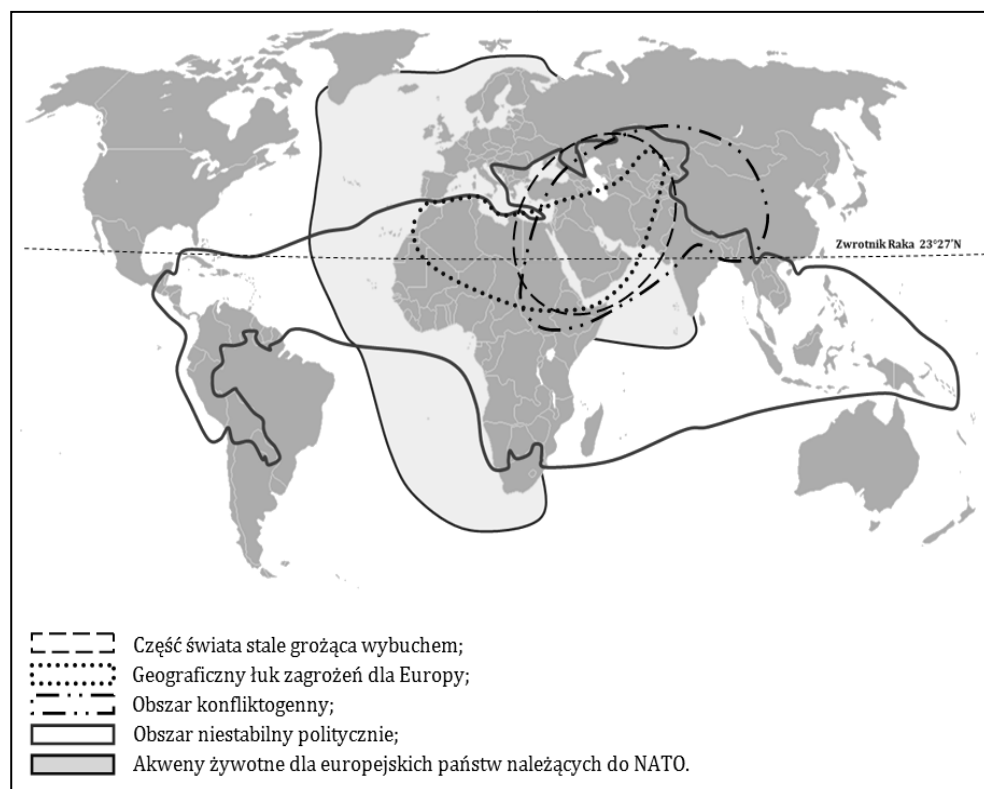 Zwrotnik Raka 23°27'N
Część świata stale grożąca wybuchem;
Geograficzny łuk zagrożeń dla Europy;
Obszar konfliktogenny;
Obszar niestabilny politycznie;
Akweny żywotne dla europejskich państw należących do NATO.